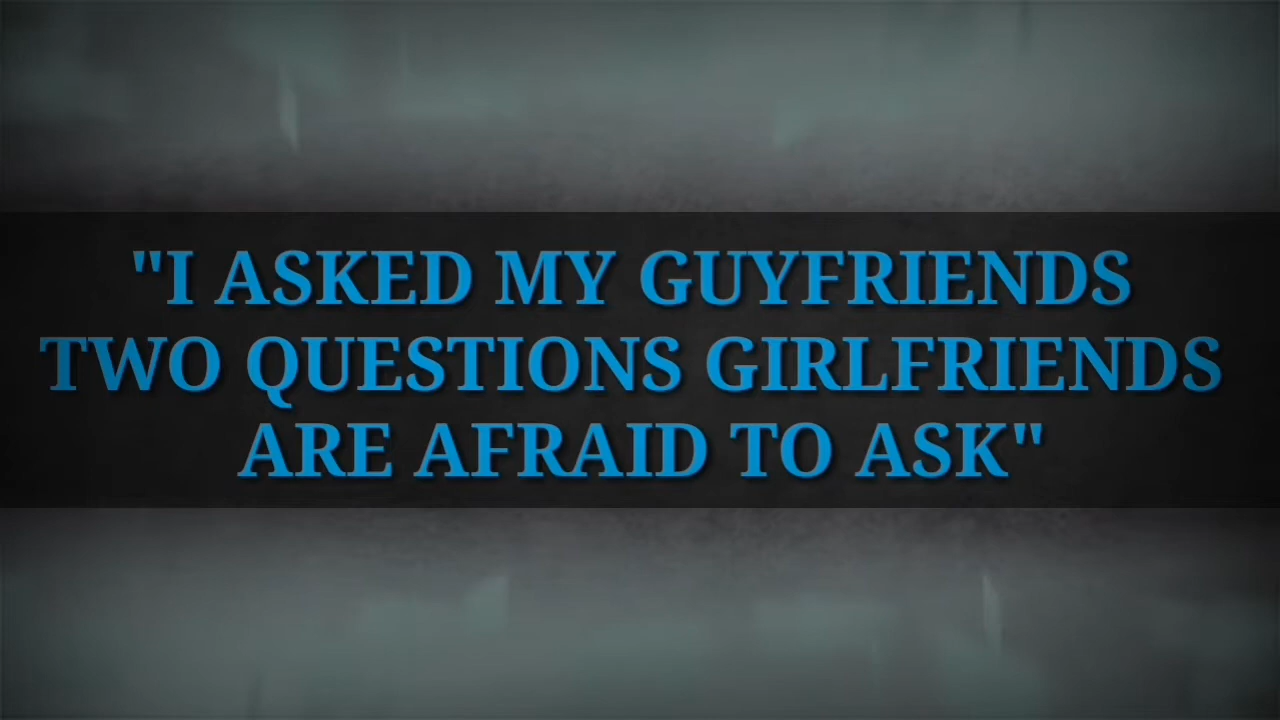 "I ASKED MY GUYFRIENDS
TWO QUESTIONS GIRLFRIENDS
ARE AFRAID TO ASK"